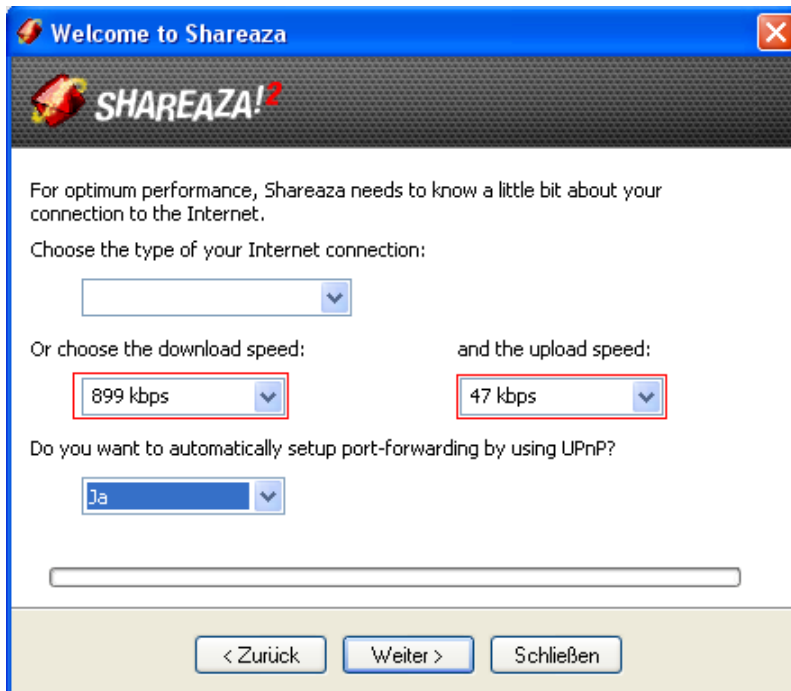 Welcome to Shareaza
SHAREAZA!2
For optimum performance, Shareaza needs to know a little bit about your
connection to the Internet.
Choose the type of your Internet connection:
Or choose the download speed: and the upload speed:
899 kbps 47 kbps
Do you want to automatically setup port-forwarding by using UPnP?
Ja
< Zurück Weiter > Schließen